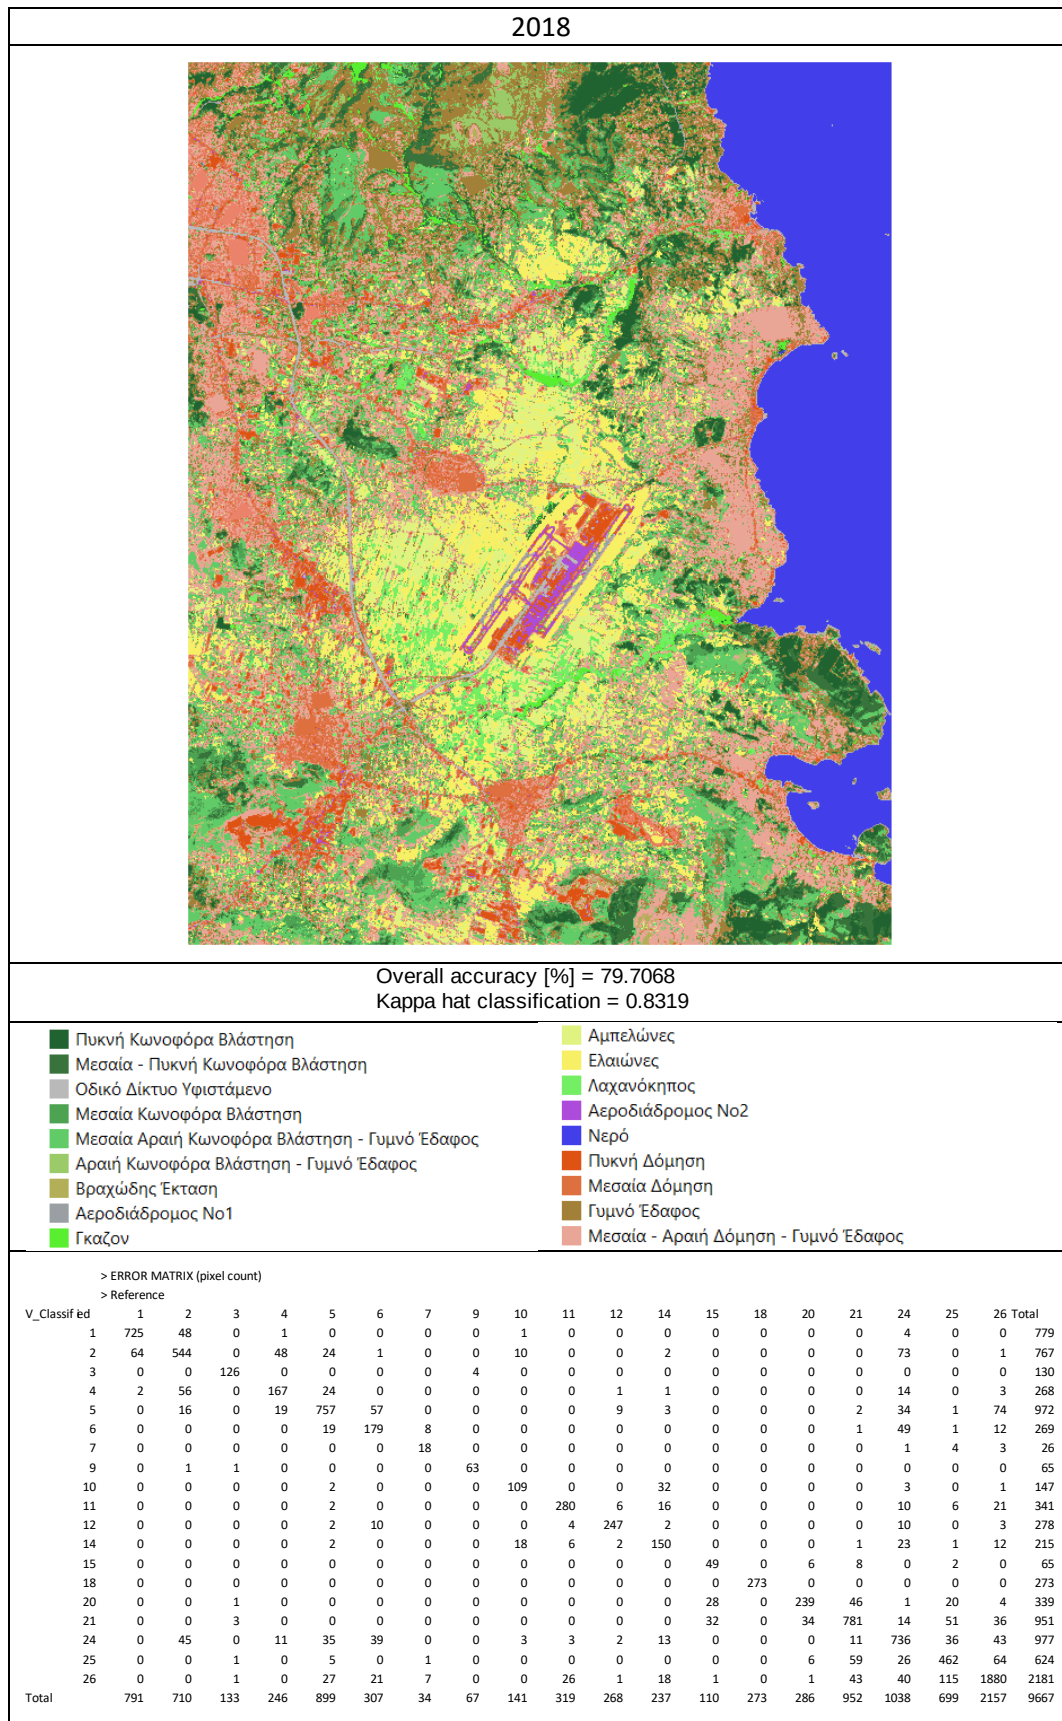 2018
Overall accuracy [%] = 79.7068
Kappa hat classification = 0.8319
Πυκνή Κωνοφόρα Βλάστηση
Μεσαία - Πυκνή Κωνοφόρα Βλάστηση
Οδικό Δίκτυο Υφιστάμενο
Μεσαία Κωνοφόρα Βλάστηση
Μεσαία Αραιή Κωνοφόρα Βλάστηση - Γυμνό Έδαφος
Αραιή Κωνοφόρα Βλάστηση - Γυμνό Έδαφος
Βραχώδης Έκταση
Αεροδιάδρομος Νο1
Γκαζον
Αμπελώνες
Ελαιώνες
Λαχανόκηπος
Αεροδιάδρομος Νο2
Νερό
Πυκνή Δόμηση
Μεσαία Δόμηση
Γυμνό Έδαφος
Μεσαία - Αραιή Δόμηση - Γυμνό Έδαφος
> ERROR MATRIX (pixel count)
> Reference
V_Classified 1 2 3 4 5 6 7 9 10 11 12 14 15 18 20 21 24 25 26 Total
1 725 48 0 1 0 0 0 0 1 0 0 0 0 0 0 0 4 0 0 779
2 64 544 0 48 24 1 0 0 10 0 0 2 0 0 0 0 73 0 1 767
3 0 0 126 0 0 0 0 4 0 0 0 0 0 0 0 0 0 0 0 130
4 2 56 0 167 24 0 0 0 0 0 1 1 0 0 0 0 14 0 3 268
5 0 16 0 19 757 57 0 0 0 0 9 3 0 0 0 2 34 1 74 972
6 0 0 0 0 19 179 8 0 0 0 0 0 0 0 0 1 49 1 12 269
7 0 0 0 0 0 0 18 0 0 0 0 0 0 0 0 0 1 4 3 26
9 0 1 1 0 0 0 0 63 0 0 0 0 0 0 0 0 0 0 0 65
10 0 0 0 0 2 0 0 0 109 0 0 32 0 0 0 0 3 0 1 147
11 0 0 0 0 2 0 0 0 0 280 6 16 0 0 0 0 10 6 21 341
12 0 0 0 0 2 10 0 0 0 4 247 2 0 0 0 0 10 0 3 278
14 0 0 0 0 2 0 0 0 18 6 2 150 0 0 0 1 23 1 12 215
15 0 0 0 0 0 0 0 0 0 0 0 0 49 0 6 8 0 2 0 65
18 0 0 0 0 0 0 0 0 0 0 0 0 0 273 0 0 0 0 0 273
20 0 0 1 0 0 0 0 0 0 0 0 0 28 0 239 46 1 20 4 339
21 0 0 3 0 0 0 0 0 0 0 0 0 32 0 34 781 14 51 36 951
24 0 45 0 11 35 39 0 0 3 3 2 13 0 0 0 11 736 36 43 977
25 0 0 1 0 5 0 1 0 0 0 0 0 0 0 6 59 26 462 64 624
26 0 0 1 0 27 21 7 0 0 26 1 18 1 0 1 43 40 115 1880 2181
Total 791 710 133 246 899 307 34 67 141 319 268 237 110 273 286 952 1038 699 2157 9667